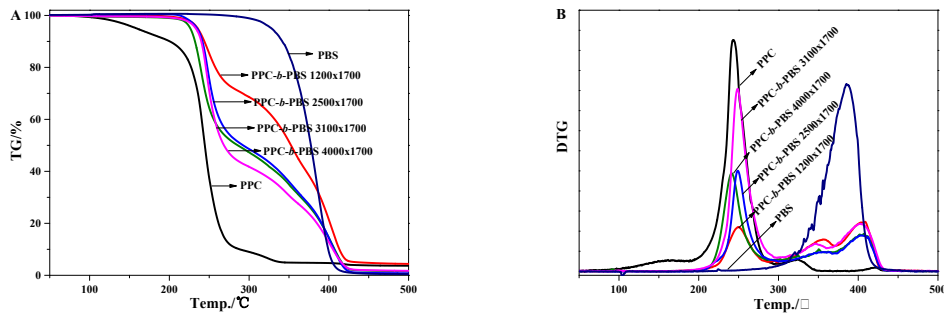 A
TG/%
100
80
60
40
20
0
100
200
300
400
500
Temp./℃
PBS
PPC-b-PBS 1200x1700
PPC-b-PBS 2500x1700
PPC-b-PBS 3100x1700
PPC-b-PBS 4000x1700
PPC
B
DTG
100
200
300
400
500
Temp./□
PPC
PPC-b-PBS 3100x1700
PPC-b-PBS 4000x1700
PPC-b-PBS 2500x1700
PPC-b-PBS 1200x1700
PBS